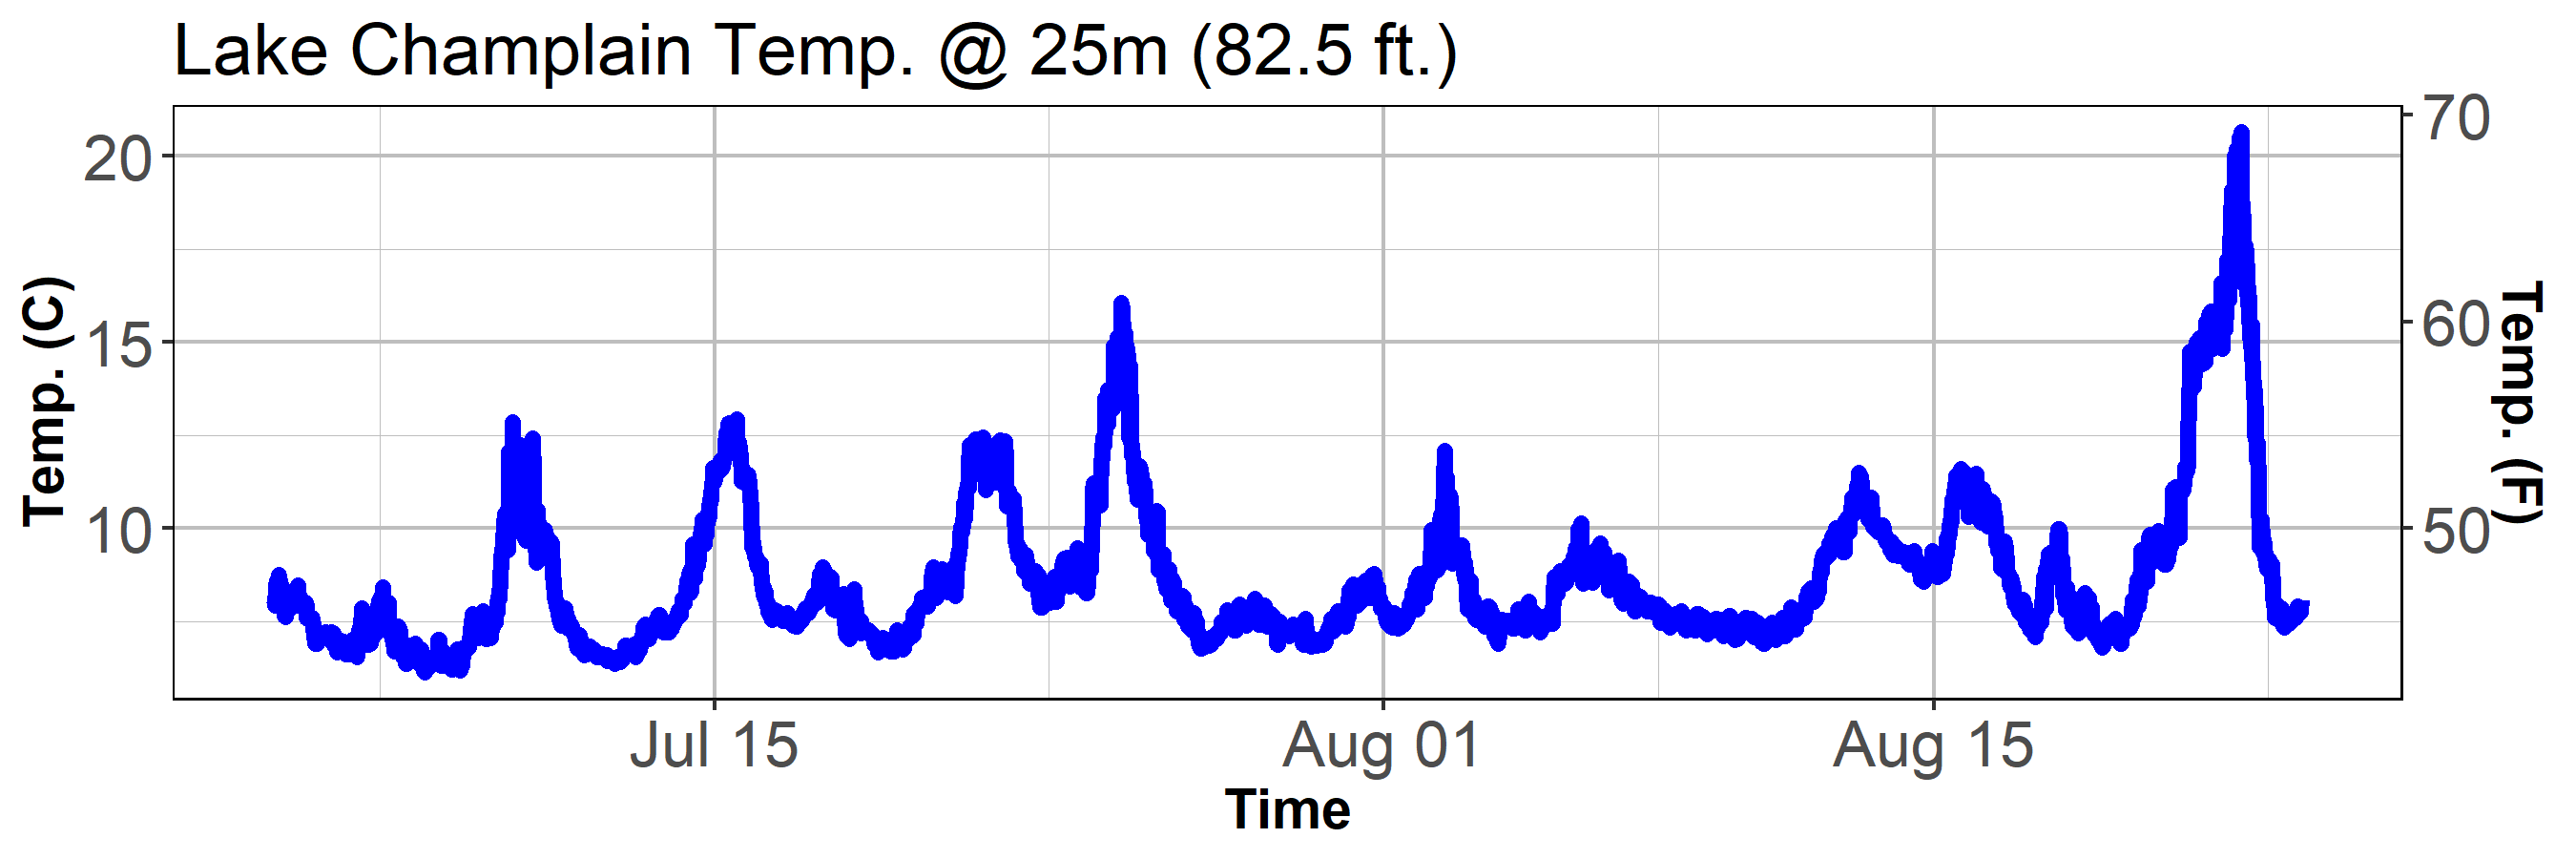 Lake Champlain Temp. @ 25m (82.5 ft.)
70
20
60
15
50
10
Temp. (C)
Temp. (F)
Jul 15
Aug 01
Aug 15
Time